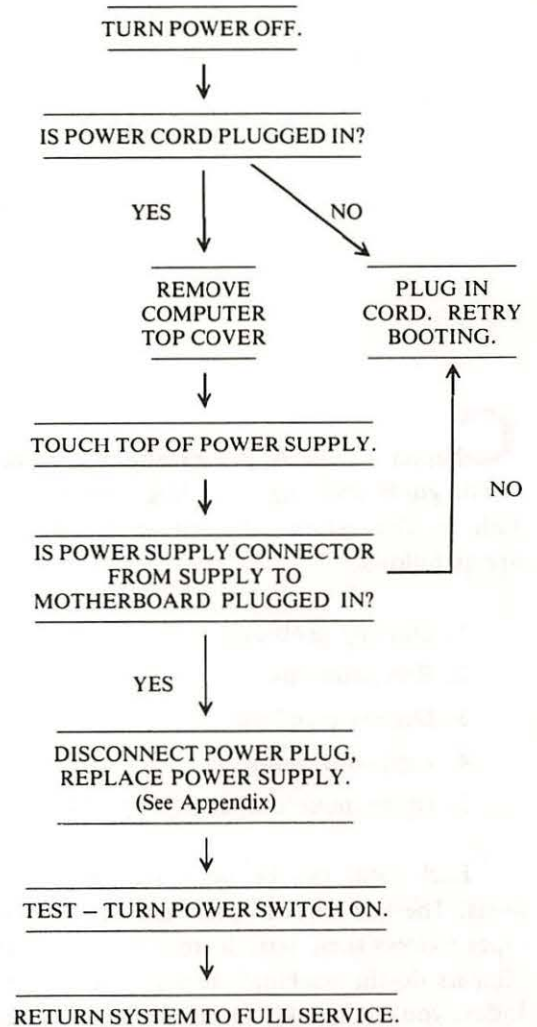 TURN POWER OFF.
IS POWER CORD PLUGGED IN?
YES
NO
REMOVE
COMPUTER
TOP COVER
PLUG IN
CORD. RETRY
BOOTING.
TOUCH TOP OF POWER SUPPLY.
IS POWER SUPPLY CONNECTOR
FROM SUPPLY TO
MOTHERBOARD PLUGGED IN?
NO
YES
DISCONNECT POWER PLUG,
REPLACE POWER SUPPLY.
(See Appendix)
TEST – TURN POWER SWITCH ON.
RETURN SYSTEM TO FULL SERVICE.